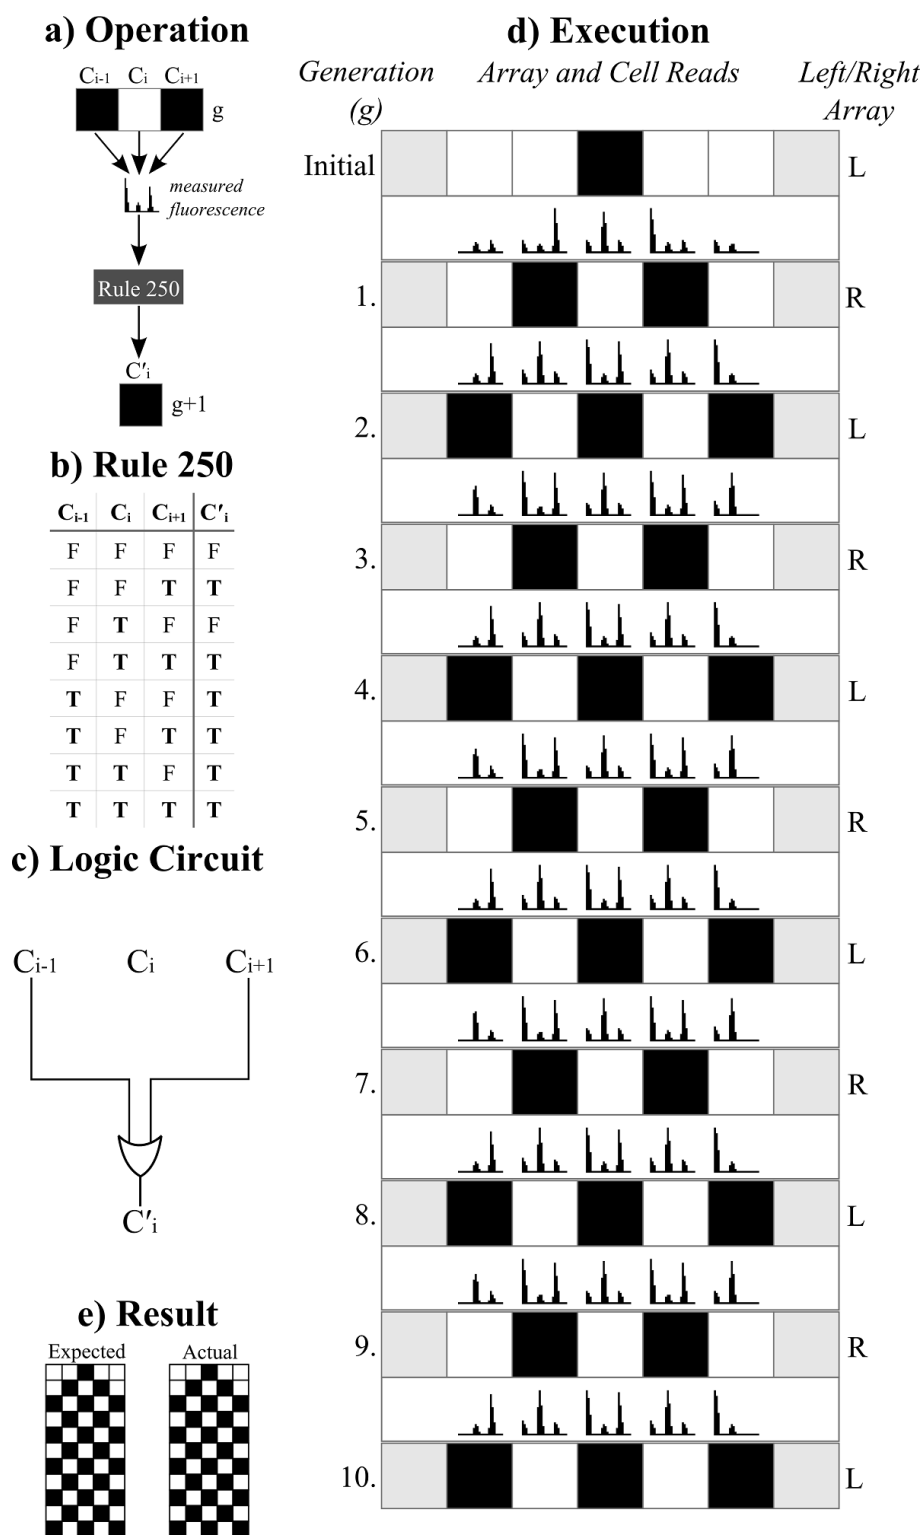 a) Operation
Ci-1 Ci Ci+1
g
measured
fluorescence
Rule 250
C′i
g+1
b) Rule 250
Ci-1 Ci Ci+1 C′i
F F F F
F F T T
F T F F
F T T T
T F F T
T F T T
T T F T
T T T T
c) Logic Circuit
Ci-1 Ci Ci+1
C′i
e) Result
Expected Actual
d) Execution
Generation Array and Cell Reads Left/Right
(g) Array
Initial L
1. R
2. L
3. R
4. L
5. R
6. L
7. R
8. L
9. R
10. L